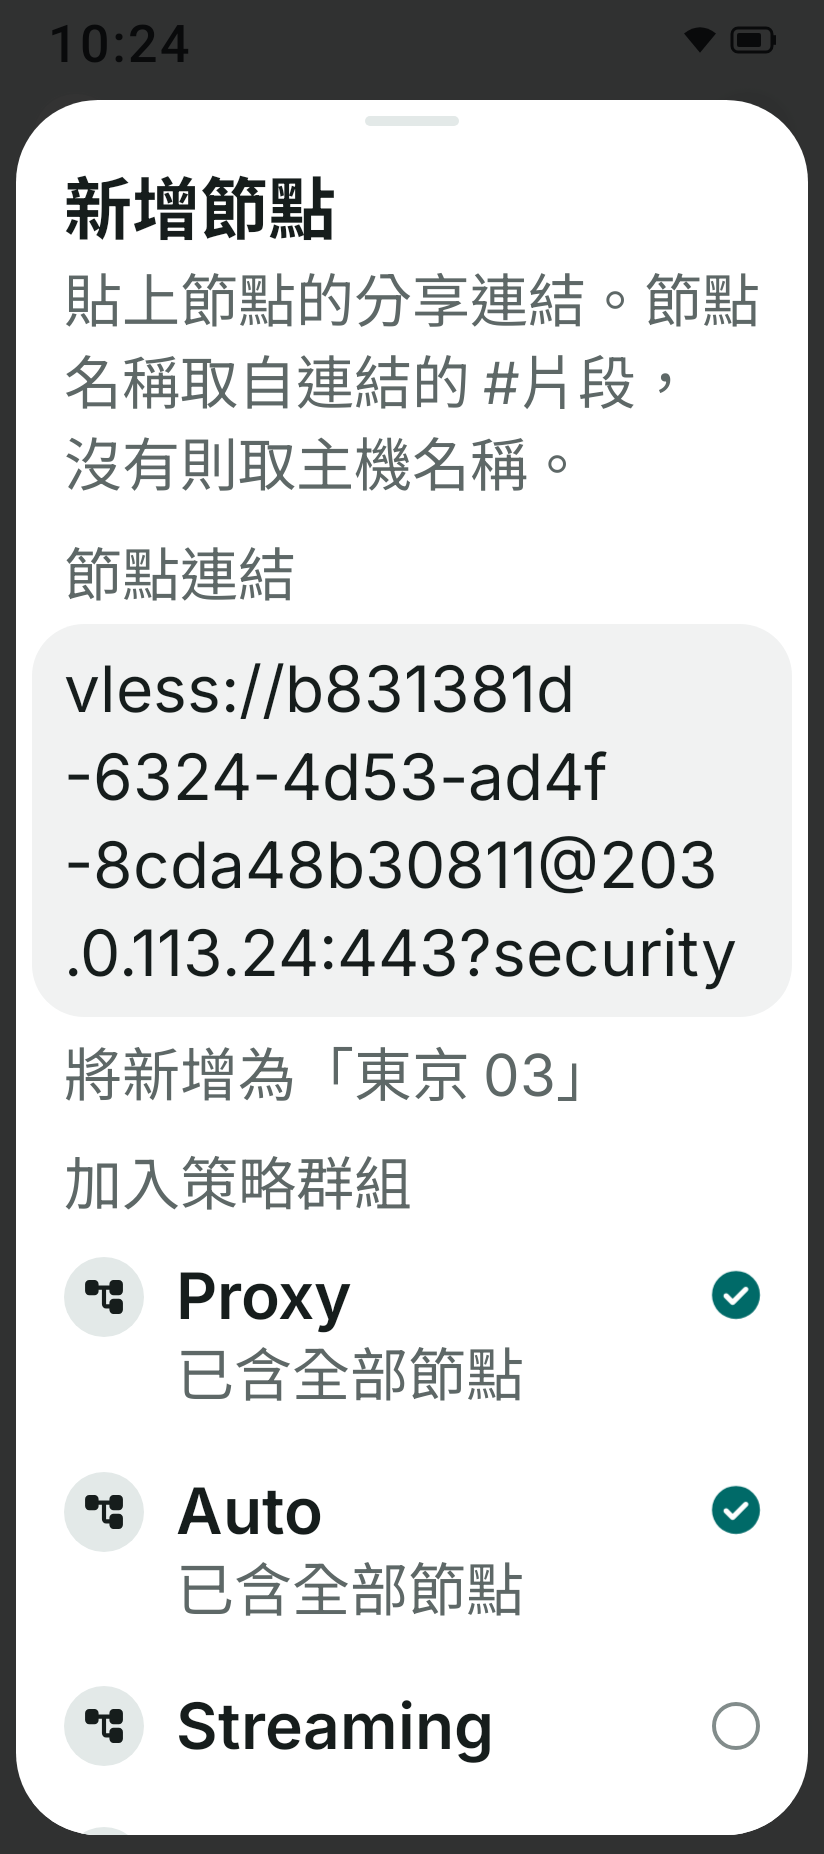 10:24
新增節點
貼上節點的分享連結。節點
名稱取自連結的 #片段，
沒有則取主機名稱。
節點連結
vless://b831381d
-6324-4d53-ad4f
-8cda48b30811@203
.0.113.24:443?security
將新增為「東京 03」
加入策略群組
Proxy
已含全部節點
Auto
已含全部節點
Streaming